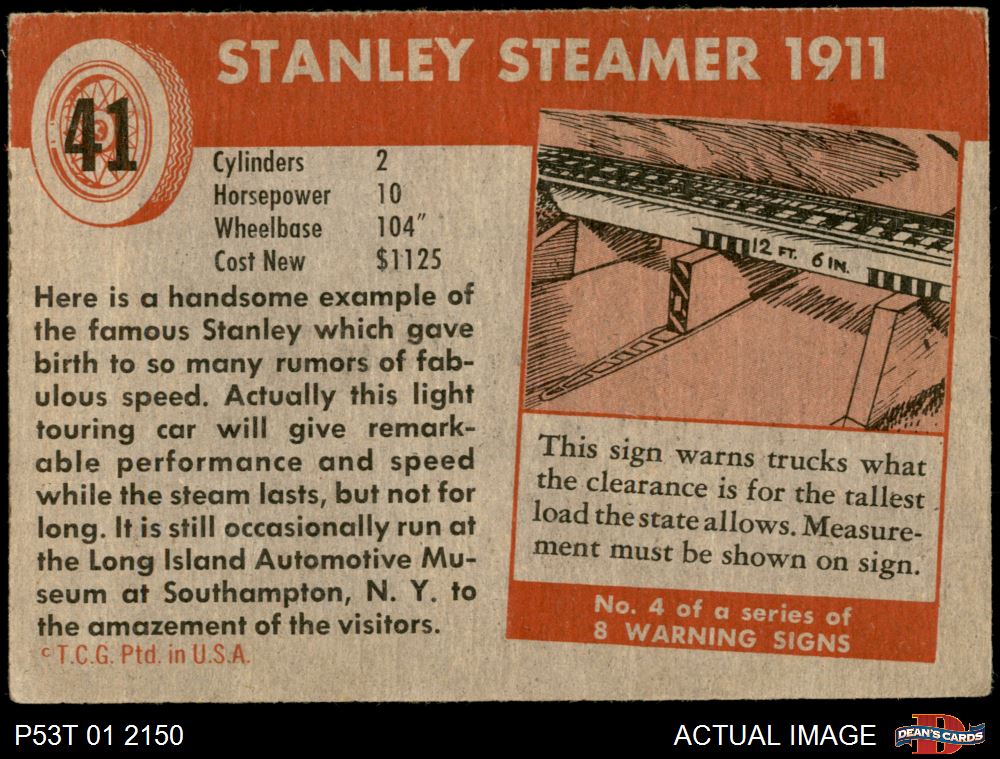 STANLEY STEAMER 1911
41
Cylinders 2
Horsepower 10
Wheelbase 104"
Cost New $1125
Here is a handsome example of
the famous Stanley which gave
birth to so many rumors of fab-
ulous speed. Actually this light
touring car will give remark-
able performance and speed
while the steam lasts, but not for
long. It is still occasionally run at
the Long Island Automotive Mu-
seum at Southampton, N. Y. to
the amazement of the visitors.
© T.C.G. Ptd. in U.S.A.
12 FT. 6 IN.
This sign warns trucks what
the clearance is for the tallest
load the state allows. Measure-
ment must be shown on sign.
No. 4 of a series of
8 WARNING SIGNS
P53T 01 2150
ACTUAL IMAGE
D
DEAN'S CARDS